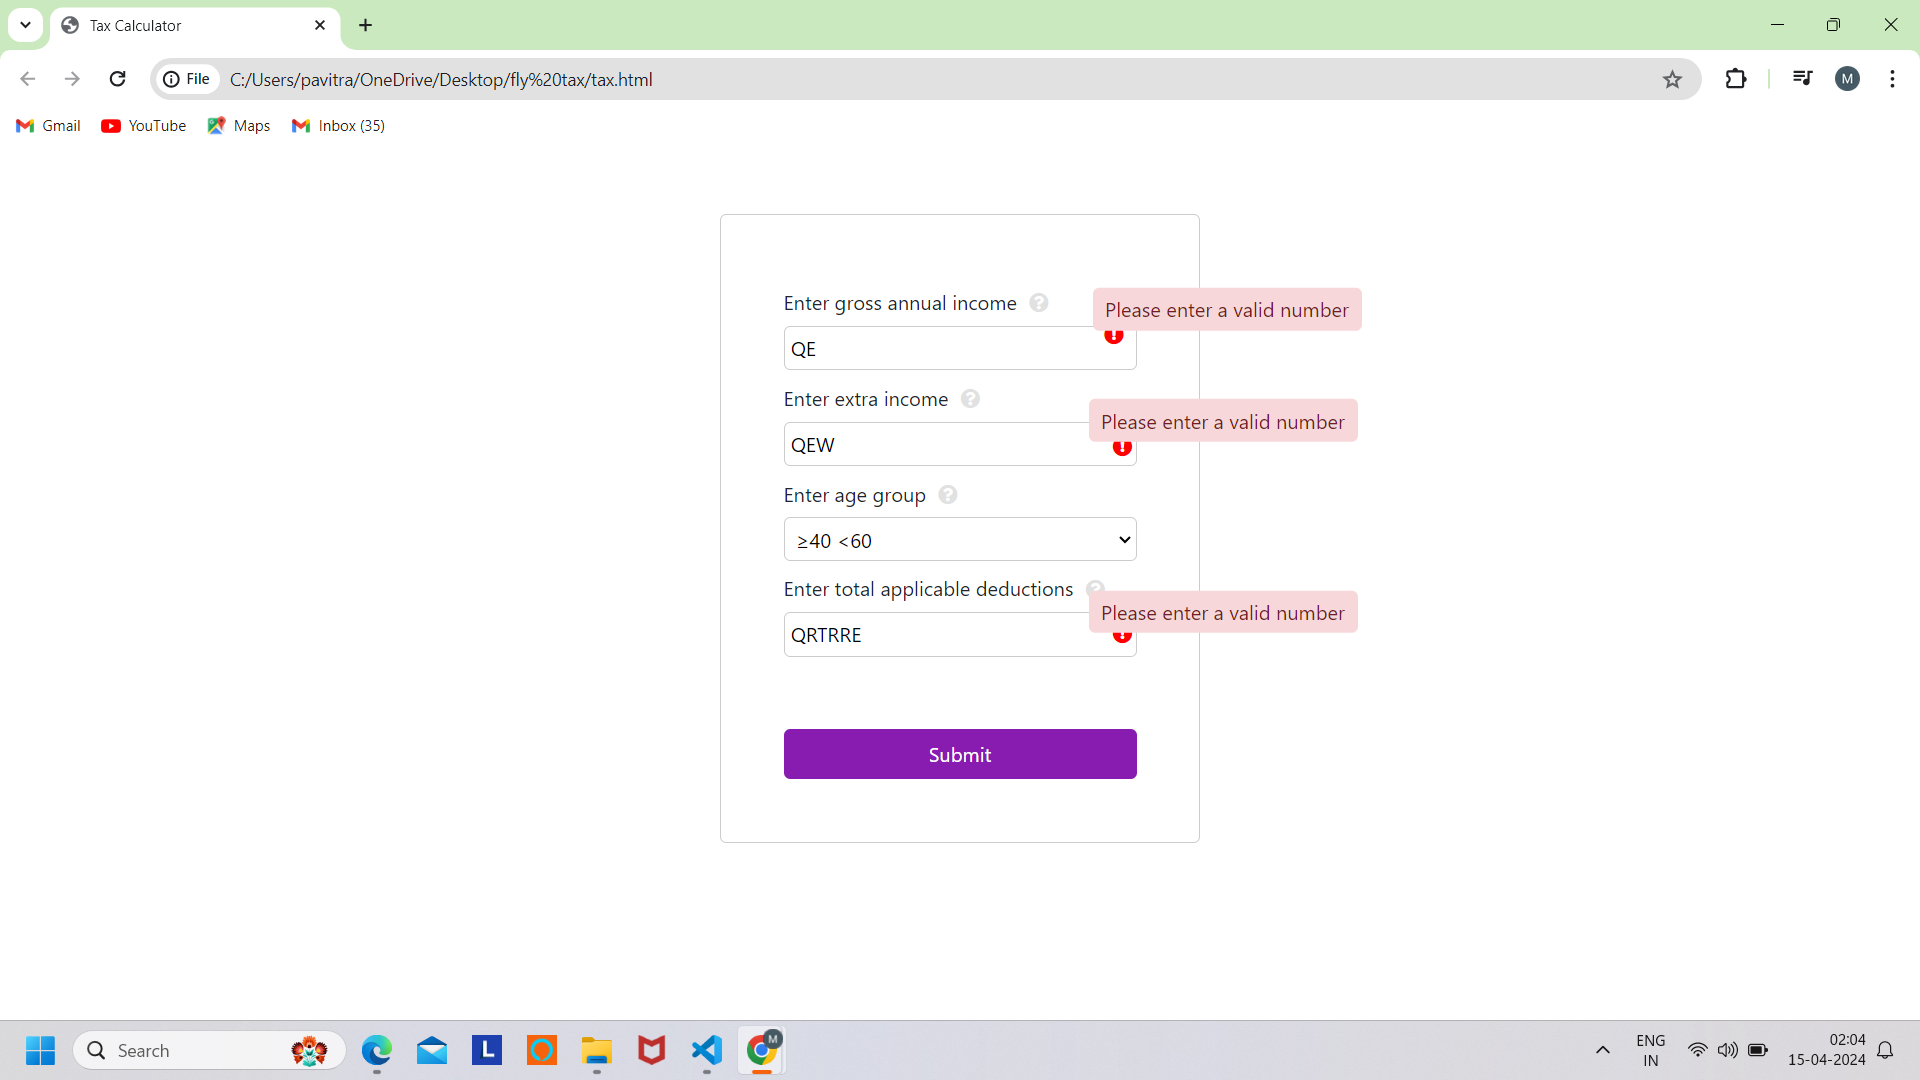 Tax Calculator
File
C:/Users/pavitra/OneDrive/Desktop/fly%20tax/tax.html
M
Gmail
YouTube
Maps
Inbox (35)
Enter gross annual income ?
Please enter a valid number
!
QE
Enter extra income ?
Please enter a valid number
QEW !
Enter age group ?
≥40 <60
Enter total applicable deductions ?
Please enter a valid number
QRTRRE !
Submit
Search
L
M
ENG
IN
02:04
15-04-2024